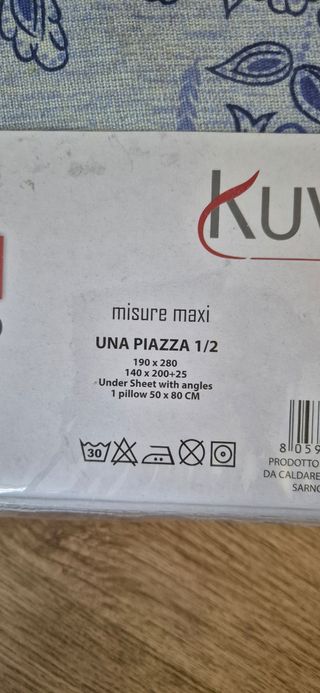 misure maxi
UNA PIAZZA 1/2
190 x 280
140 x 200+25
Under Sheet with angles
1 pillow 50 x 80 CM
30
8 059
PRODOTTO
DA CALDARE
SARNO